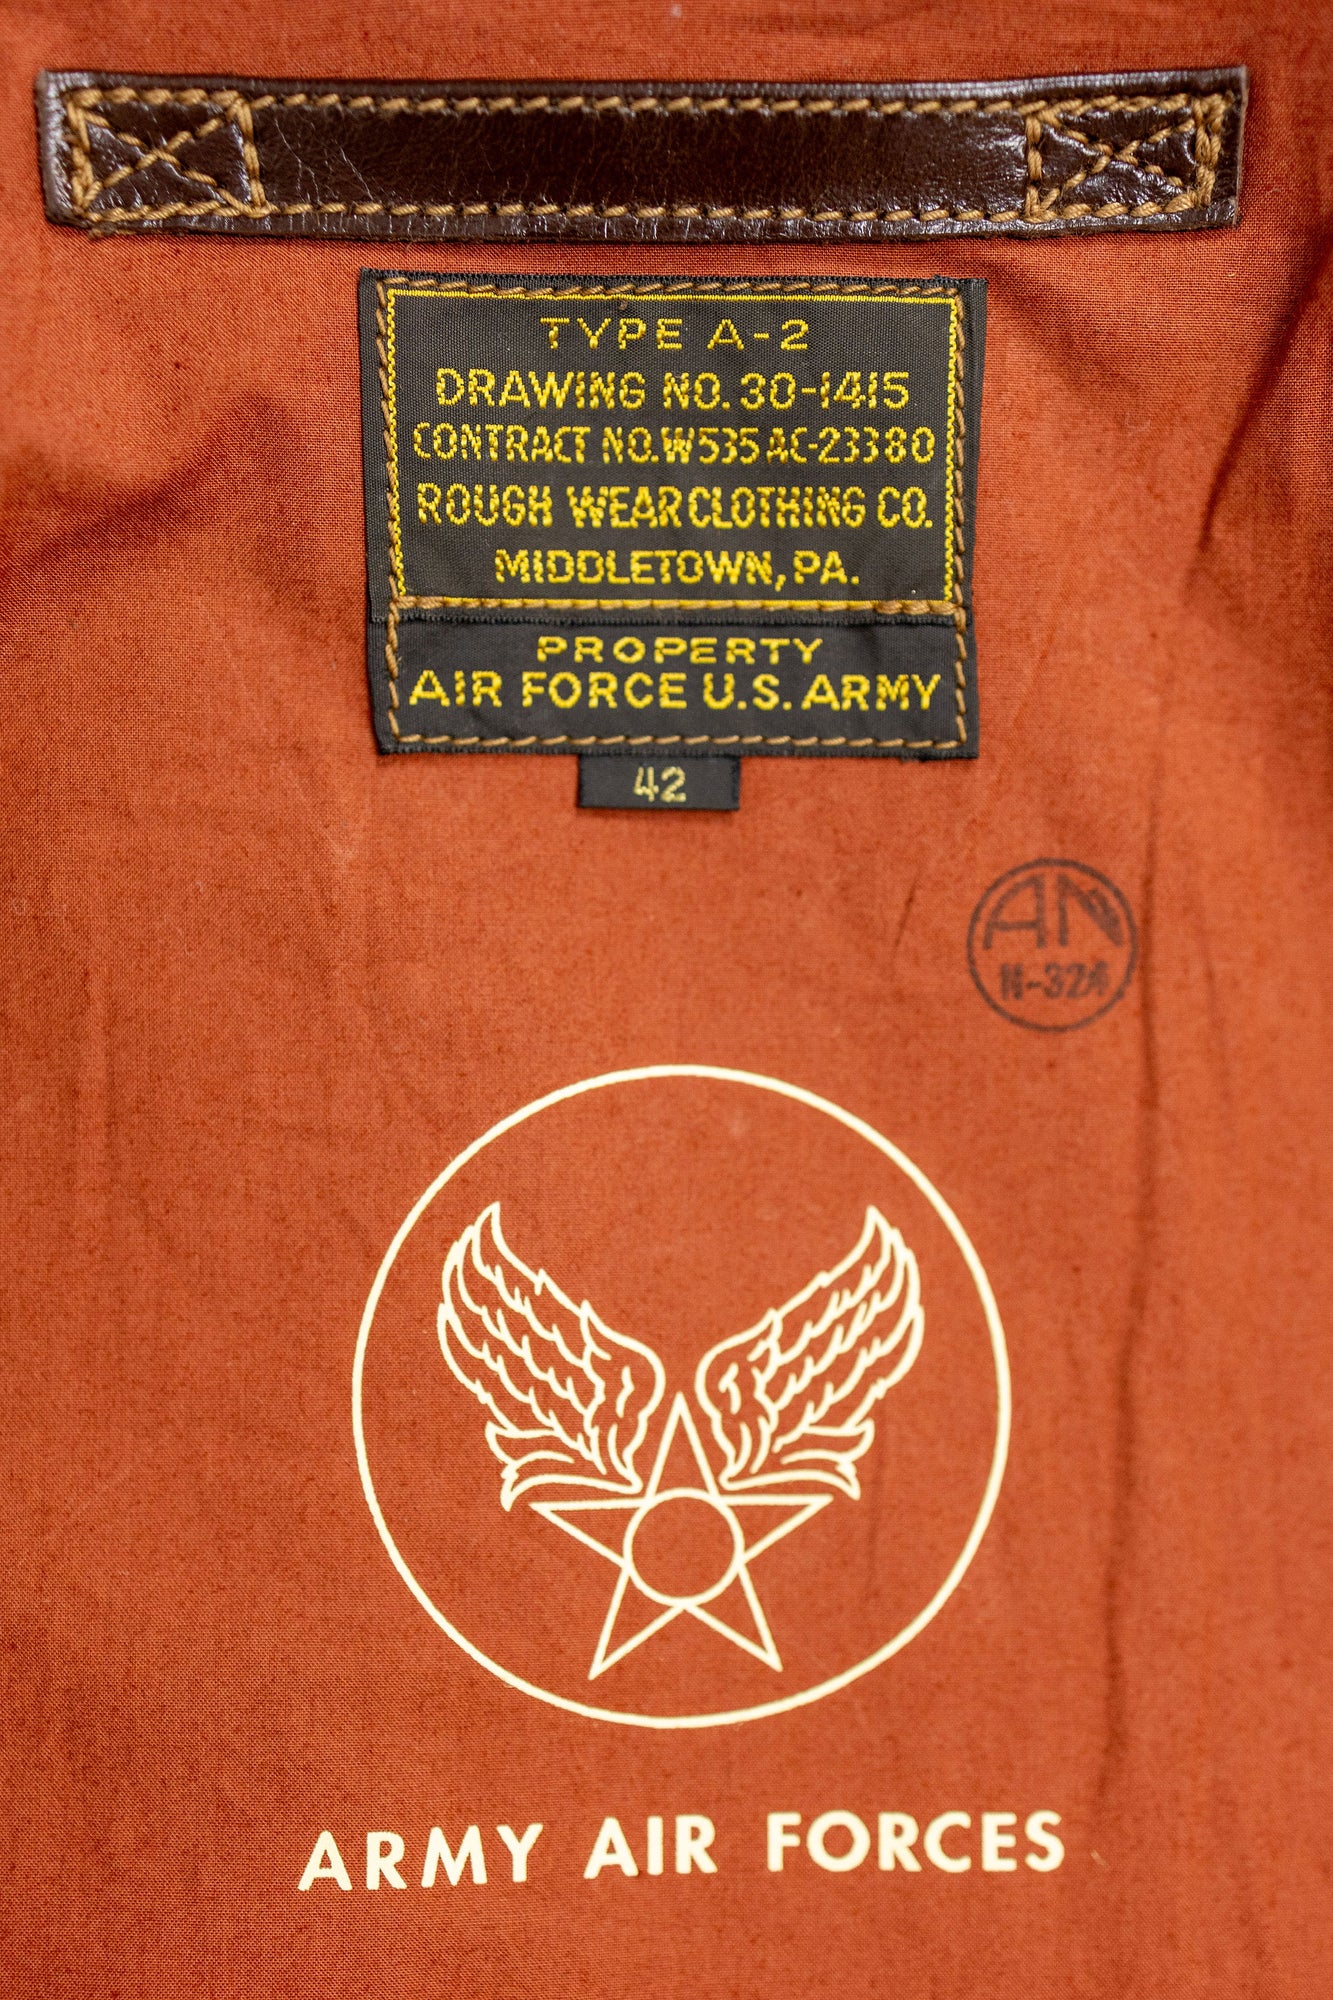 TYPE A-2
DRAWING NO. 30-1415
CONTRACT NO. W535 AC-23380
ROUGH WEAR CLOTHING CO.
MIDDLETOWN, PA.
PROPERTY
AIR FORCE U.S. ARMY
42
AN
N-324
ARMY AIR FORCES